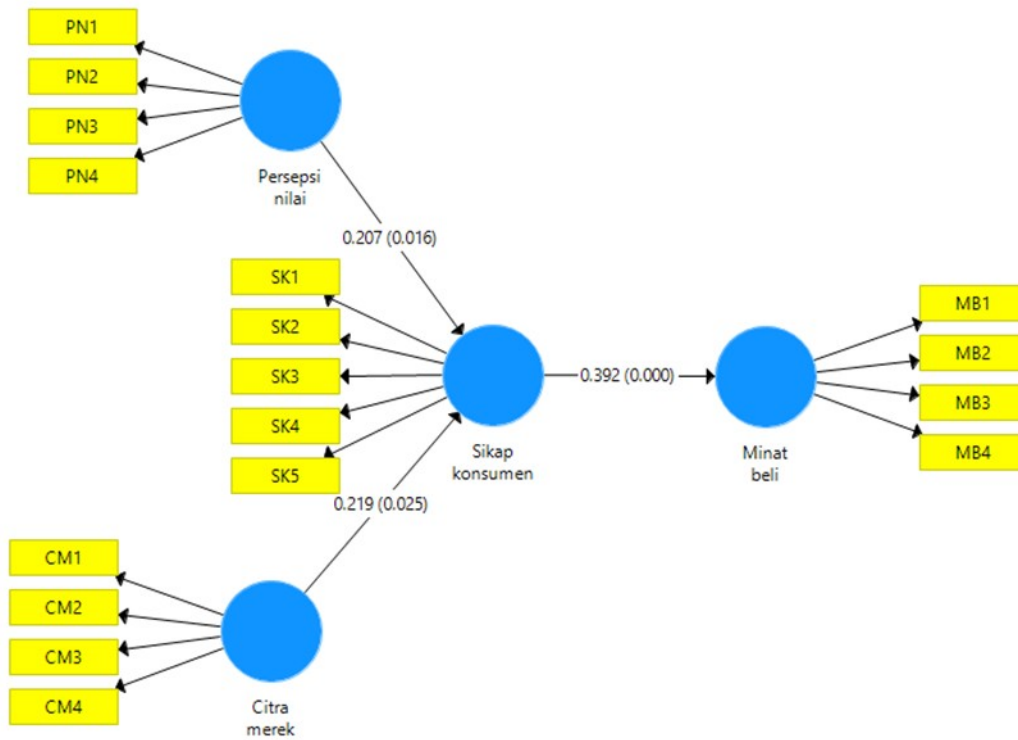 PN1
PN2
PN3
PN4
Persepsi
nilai
0.207 (0.016)
SK1
SK2
SK3
SK4
SK5
Sikap
konsumen
0.392 (0.000)
Minat
beli
MB1
MB2
MB3
MB4
0.219 (0.025)
CM1
CM2
CM3
CM4
Citra
merek